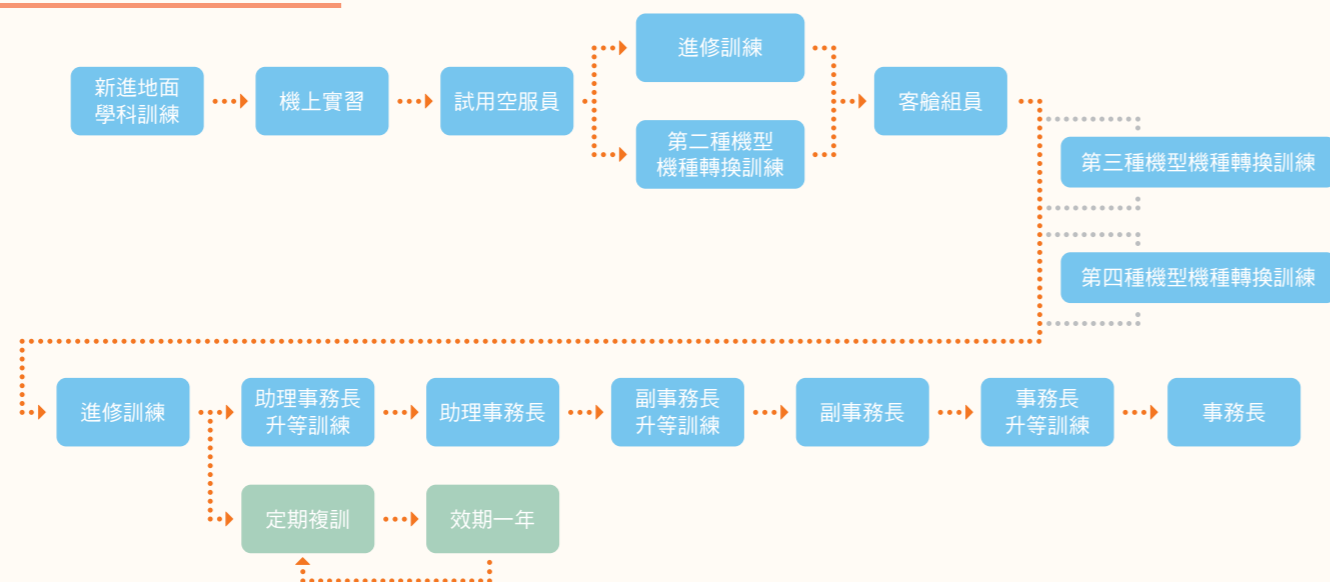 新進地面
學科訓練
機上實習
試用空服員
進修訓練
第二種機型
機種轉換訓練
客艙組員
第三種機型機種轉換訓練
第四種機型機種轉換訓練
進修訓練
助理事務長
升等訓練
助理事務長
副事務長
升等訓練
副事務長
事務長
升等訓練
事務長
定期複訓
效期一年